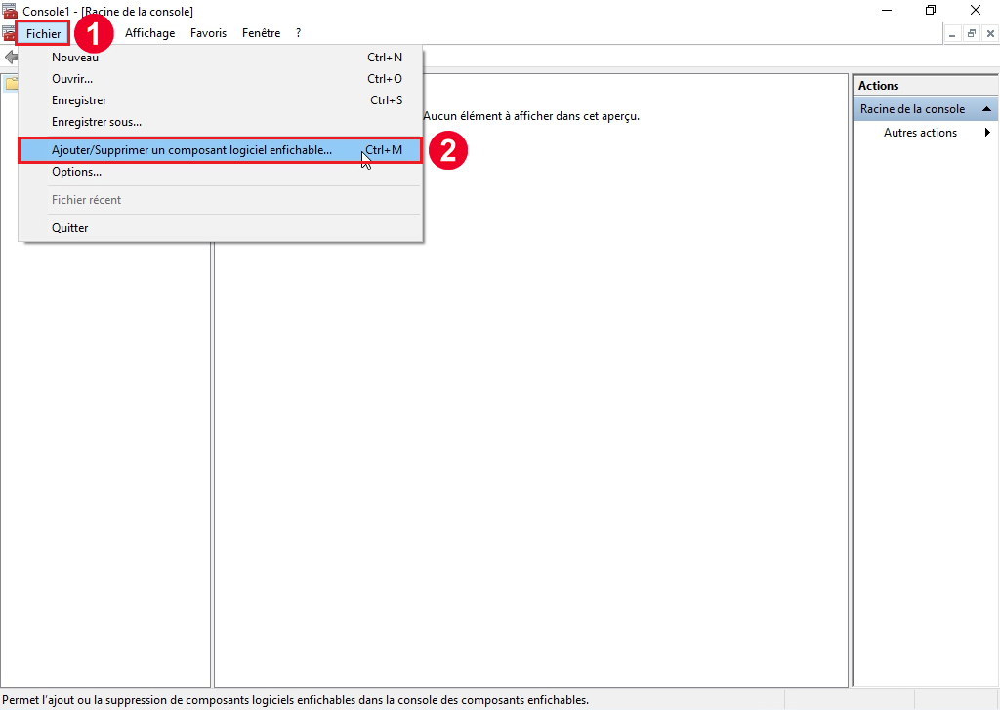 Console1 - [Racine de la console]
Fichier 1 Affichage Favoris Fenêtre ?
Nouveau Ctrl+N
Ouvrir... Ctrl+O
Enregistrer Ctrl+S
Enregistrer sous...
Ajouter/Supprimer un composant logiciel enfichable... Ctrl+M 2
Options...
Fichier récent
Quitter
Aucun élément à afficher dans cet aperçu.
Actions
Racine de la console
Autres actions
Permet l'ajout ou la suppression de composants logiciels enfichables dans la console des composants enfichables.